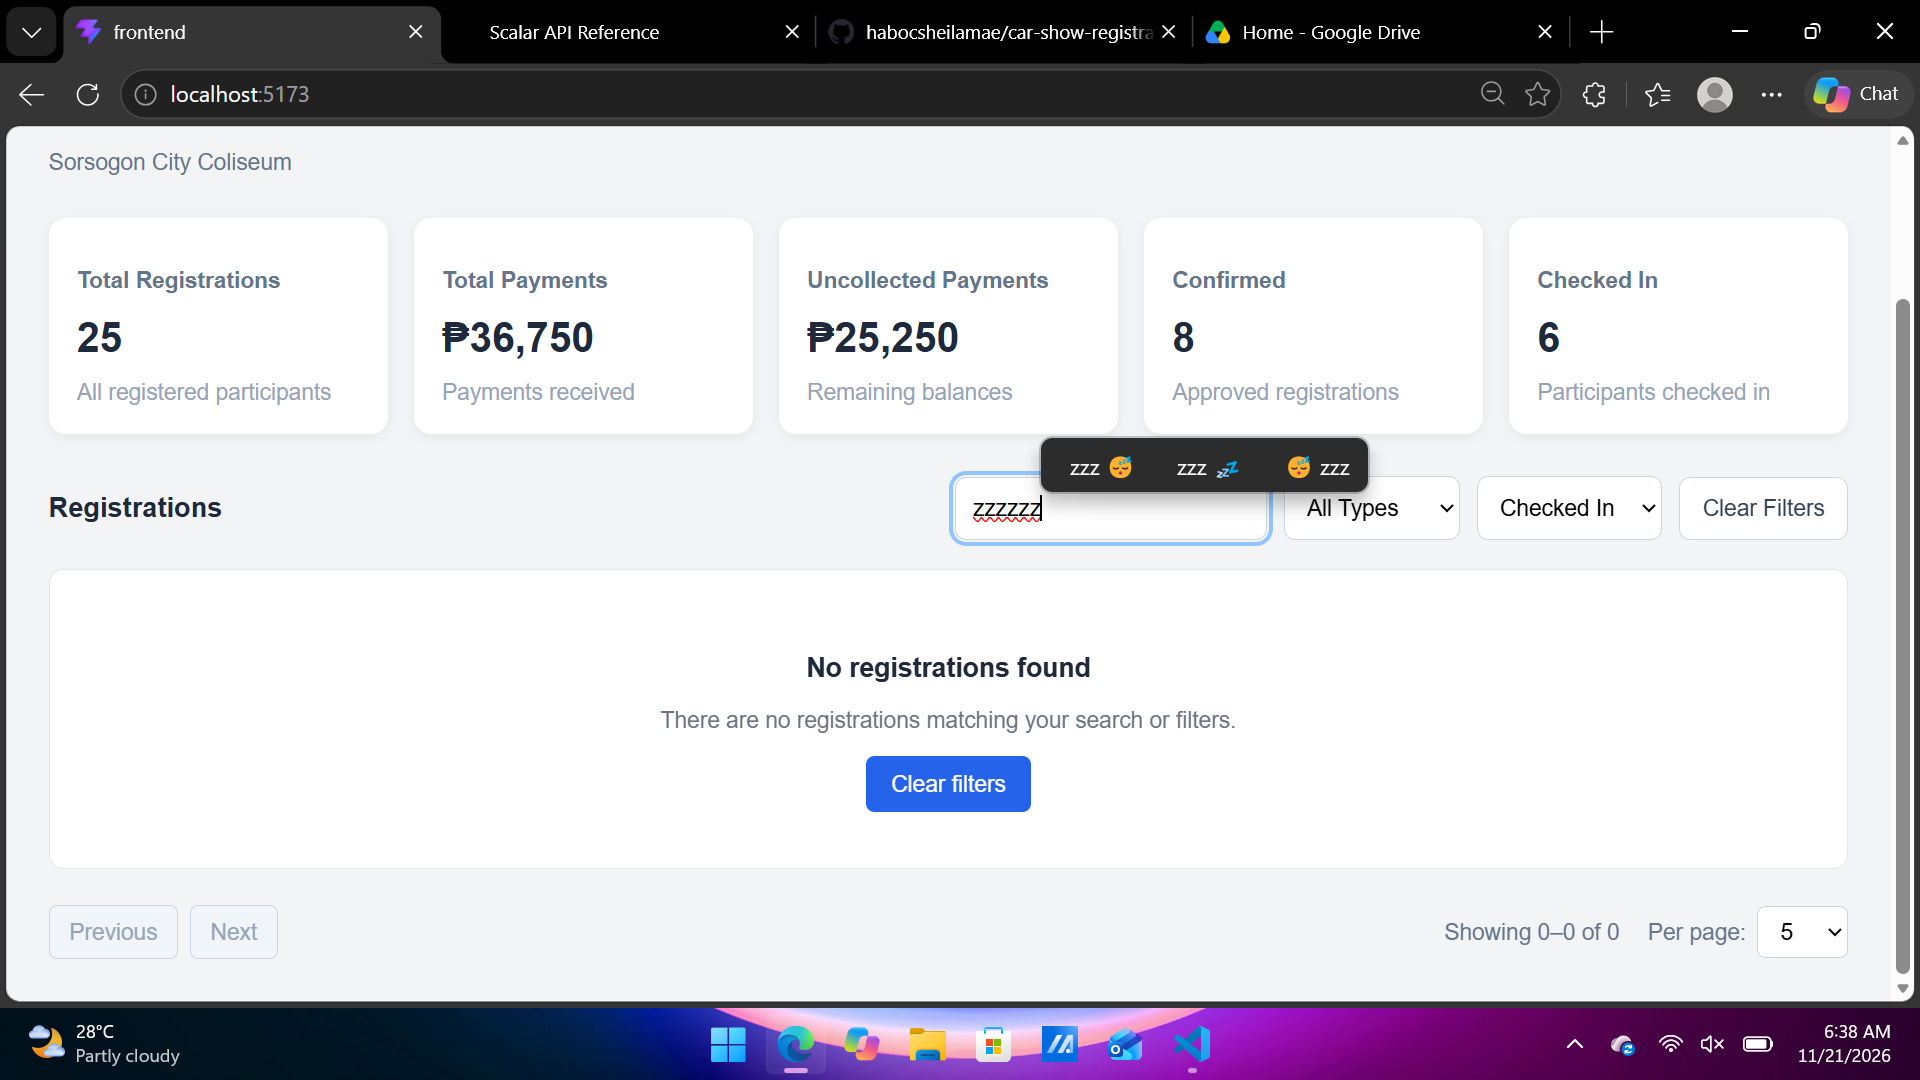 frontend
Scalar API Reference
habocsheilamae/car-show-registra
Home - Google Drive
localhost:5173
Chat
Sorsogon City Coliseum
Total Registrations
25
All registered participants
Total Payments
₱36,750
Payments received
Uncollected Payments
₱25,250
Remaining balances
Confirmed
8
Approved registrations
Checked In
6
Participants checked in
zzz 😴 zzz 💤 😴 zzz
Registrations
zzzzzz
All Types
Checked In
Clear Filters
No registrations found
There are no registrations matching your search or filters.
Clear filters
Previous
Next
Showing 0–0 of 0
Per page:
5
28°C
Partly cloudy
6:38 AM
11/21/2026